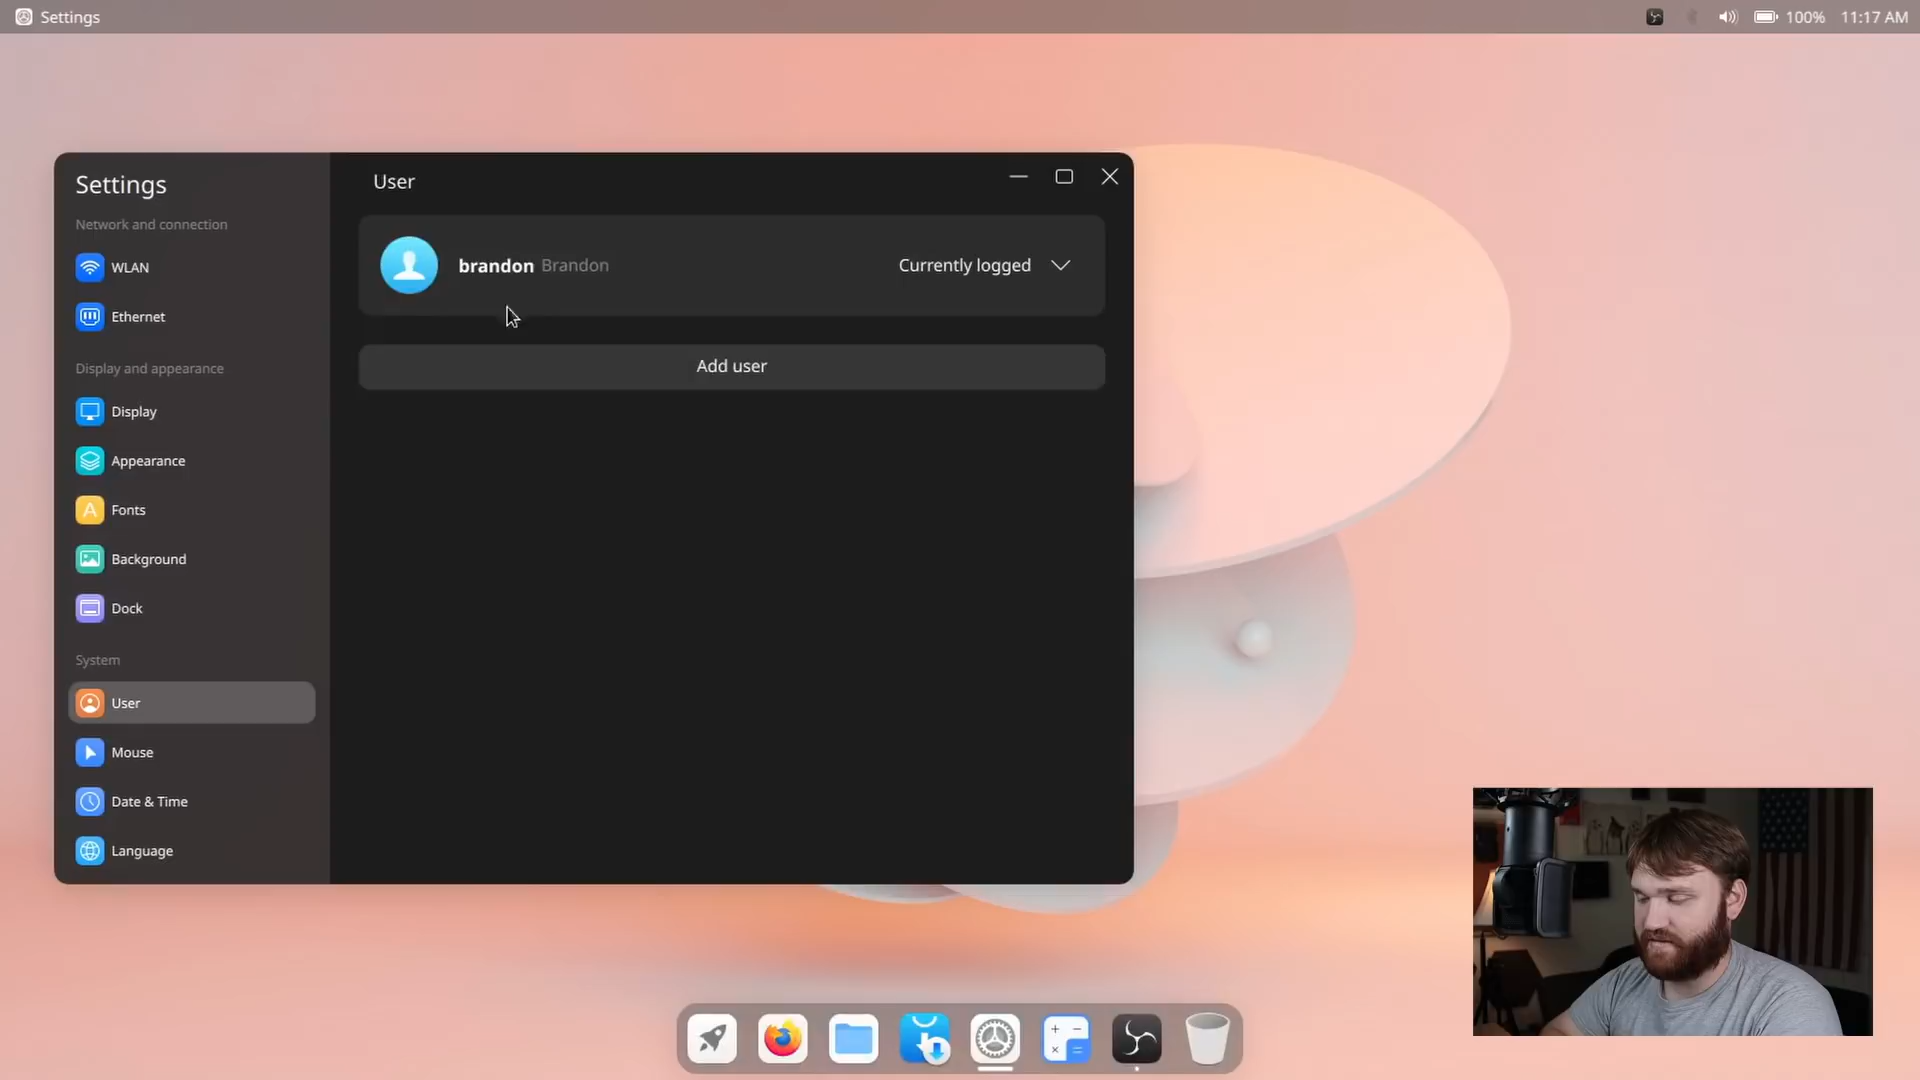 Settings
100%
11:17 AM
Settings
Network and connection
WLAN
Ethernet
Display and appearance
Display
Appearance
Fonts
Background
Dock
System
User
Mouse
Date & Time
Language
User
brandon Brandon
Currently logged
Add user